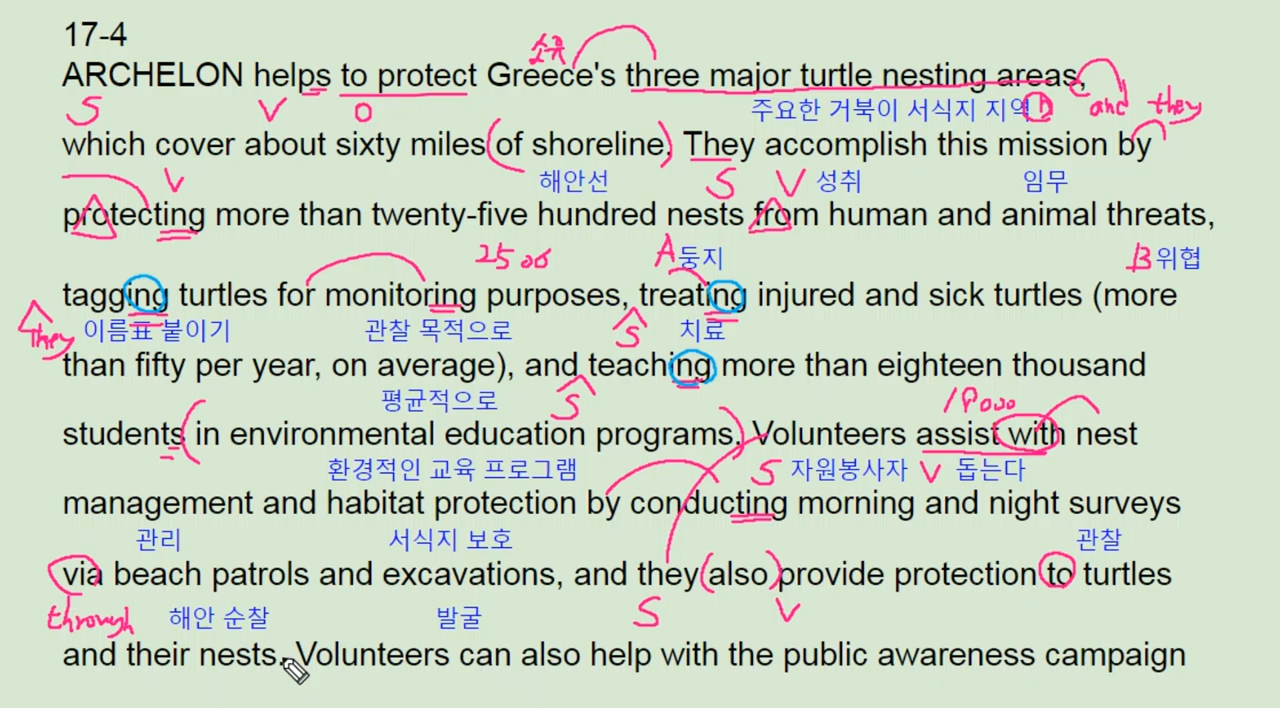 17-4
소유
ARCHELON helps to protect Greece's three major turtle nesting areas,
S V O 주요한 거북이 서식지 지역 and they
which cover about sixty miles of shoreline. They accomplish this mission by
V 해안선 S V 성취 임무
protecting more than twenty-five hundred nests from human and animal threats,
2500 A 둥지 B 위협
tagging turtles for monitoring purposes, treating injured and sick turtles (more
they 이름표 붙이기 관찰 목적으로 S 치료
than fifty per year, on average), and teaching more than eighteen thousand
평균적으로 S 18000
students in environmental education programs. Volunteers assist with nest
환경적인 교육 프로그램 S 자원봉사자 V 돕는다
management and habitat protection by conducting morning and night surveys
관리 서식지 보호 관찰
via beach patrols and excavations, and they also provide protection to turtles
through 해안 순찰 발굴 S V
and their nests. Volunteers can also help with the public awareness campaign